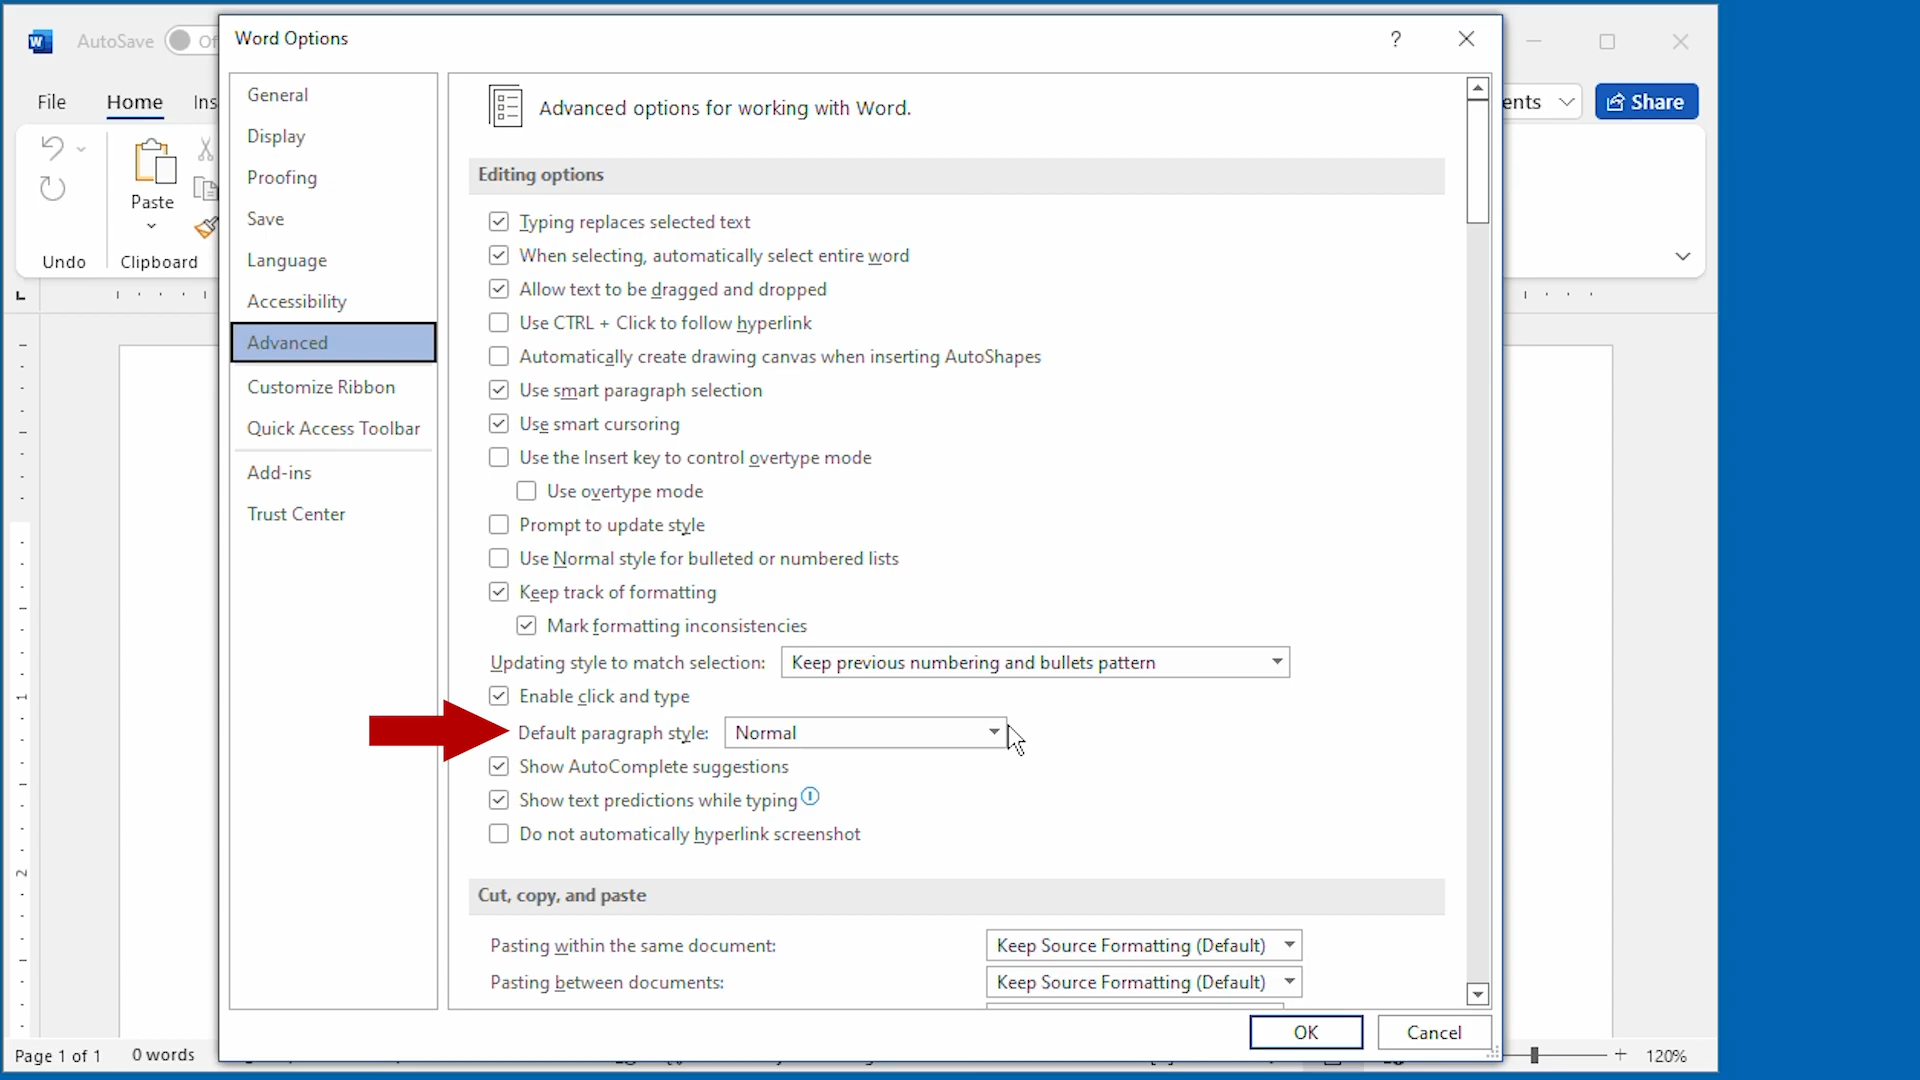 AutoSave
Of
Word Options
?
File
Home
Ins
ents
Share
Paste
Undo
Clipboard
General
Display
Proofing
Save
Language
Accessibility
Advanced
Customize Ribbon
Quick Access Toolbar
Add-ins
Trust Center
Advanced options for working with Word.
Editing options
Typing replaces selected text
When selecting, automatically select entire word
Allow text to be dragged and dropped
Use CTRL + Click to follow hyperlink
Automatically create drawing canvas when inserting AutoShapes
Use smart paragraph selection
Use smart cursoring
Use the Insert key to control overtype mode
Use overtype mode
Prompt to update style
Use Normal style for bulleted or numbered lists
Keep track of formatting
Mark formatting inconsistencies
Updating style to match selection: Keep previous numbering and bullets pattern
Enable click and type
Default paragraph style: Normal
Show AutoComplete suggestions
Show text predictions while typing
Do not automatically hyperlink screenshot
Cut, copy, and paste
Pasting within the same document: Keep Source Formatting (Default)
Pasting between documents: Keep Source Formatting (Default)
OK
Cancel
1
2
Page 1 of 1
0 words
120%